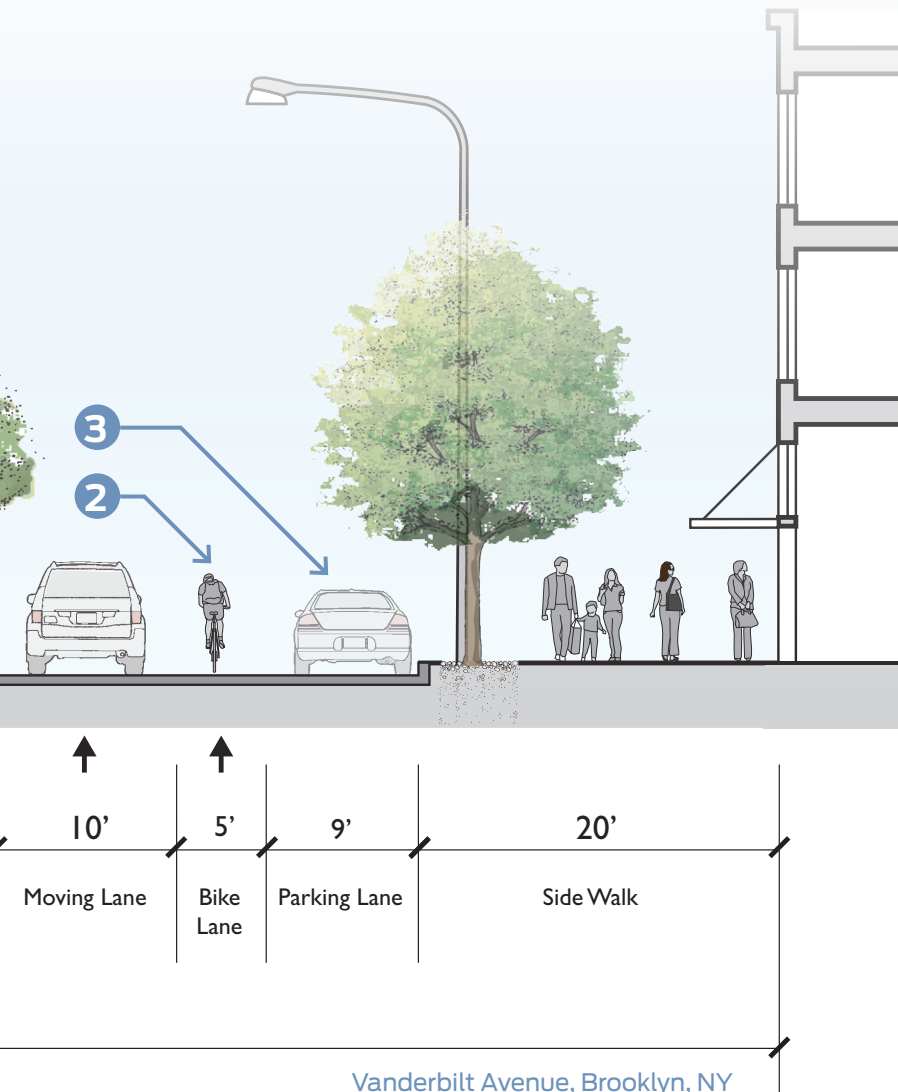 3
2
10’
5’
9’
20’
Moving Lane
Bike
Lane
Parking Lane
Side Walk
Vanderbilt Avenue, Brooklyn, NY